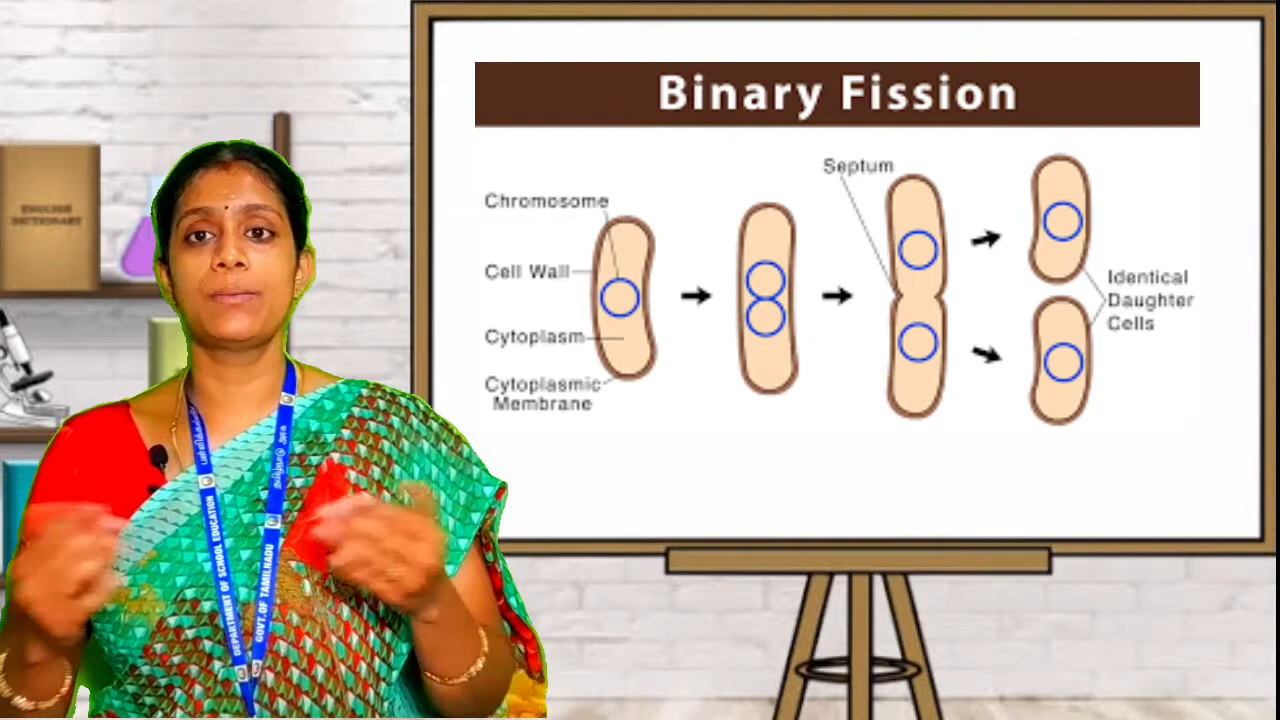 Binary Fission
Septum
Chromosome
Cell Wall
Cytoplasm
Cytoplasmic
Membrane
Identical
Daughter
Cells
ENGLISH
DICTIONARY
DEPARTMENT OF SCHOOL EDUCATION
GOVT.OF TAMILNADU